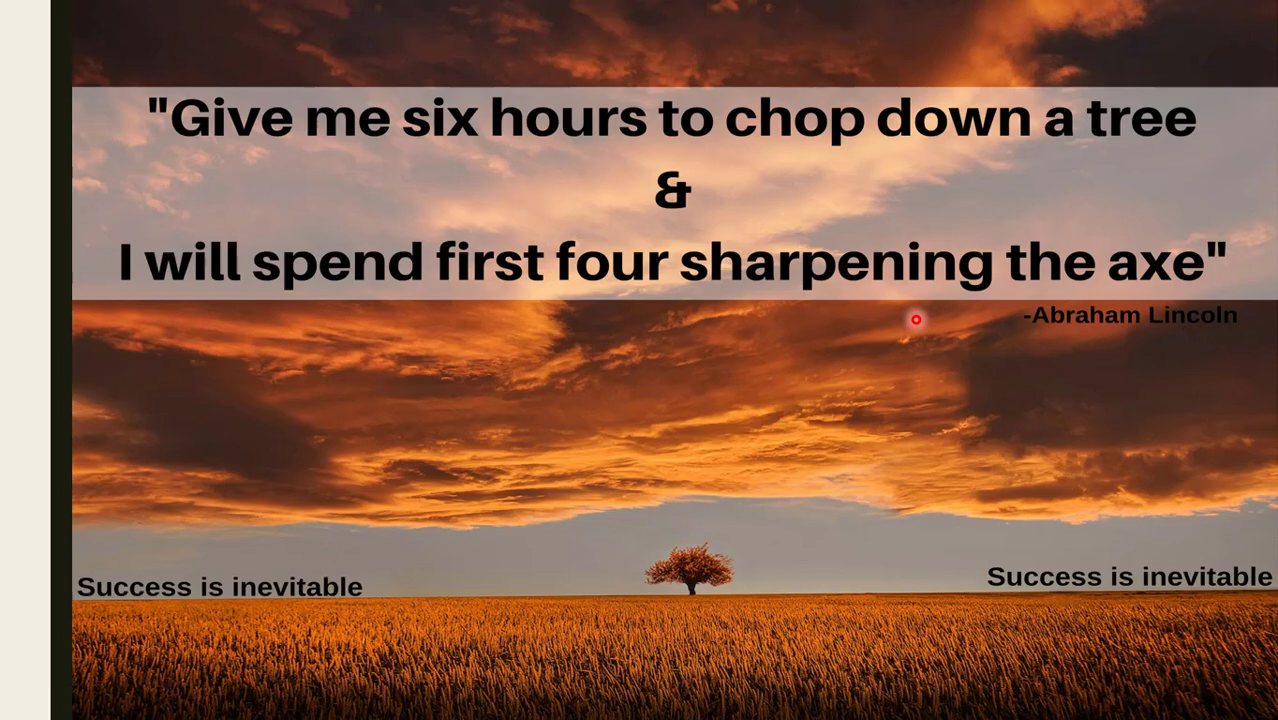 "Give me six hours to chop down a tree
&
I will spend first four sharpening the axe"
-Abraham Lincoln
Success is inevitable
Success is inevitable